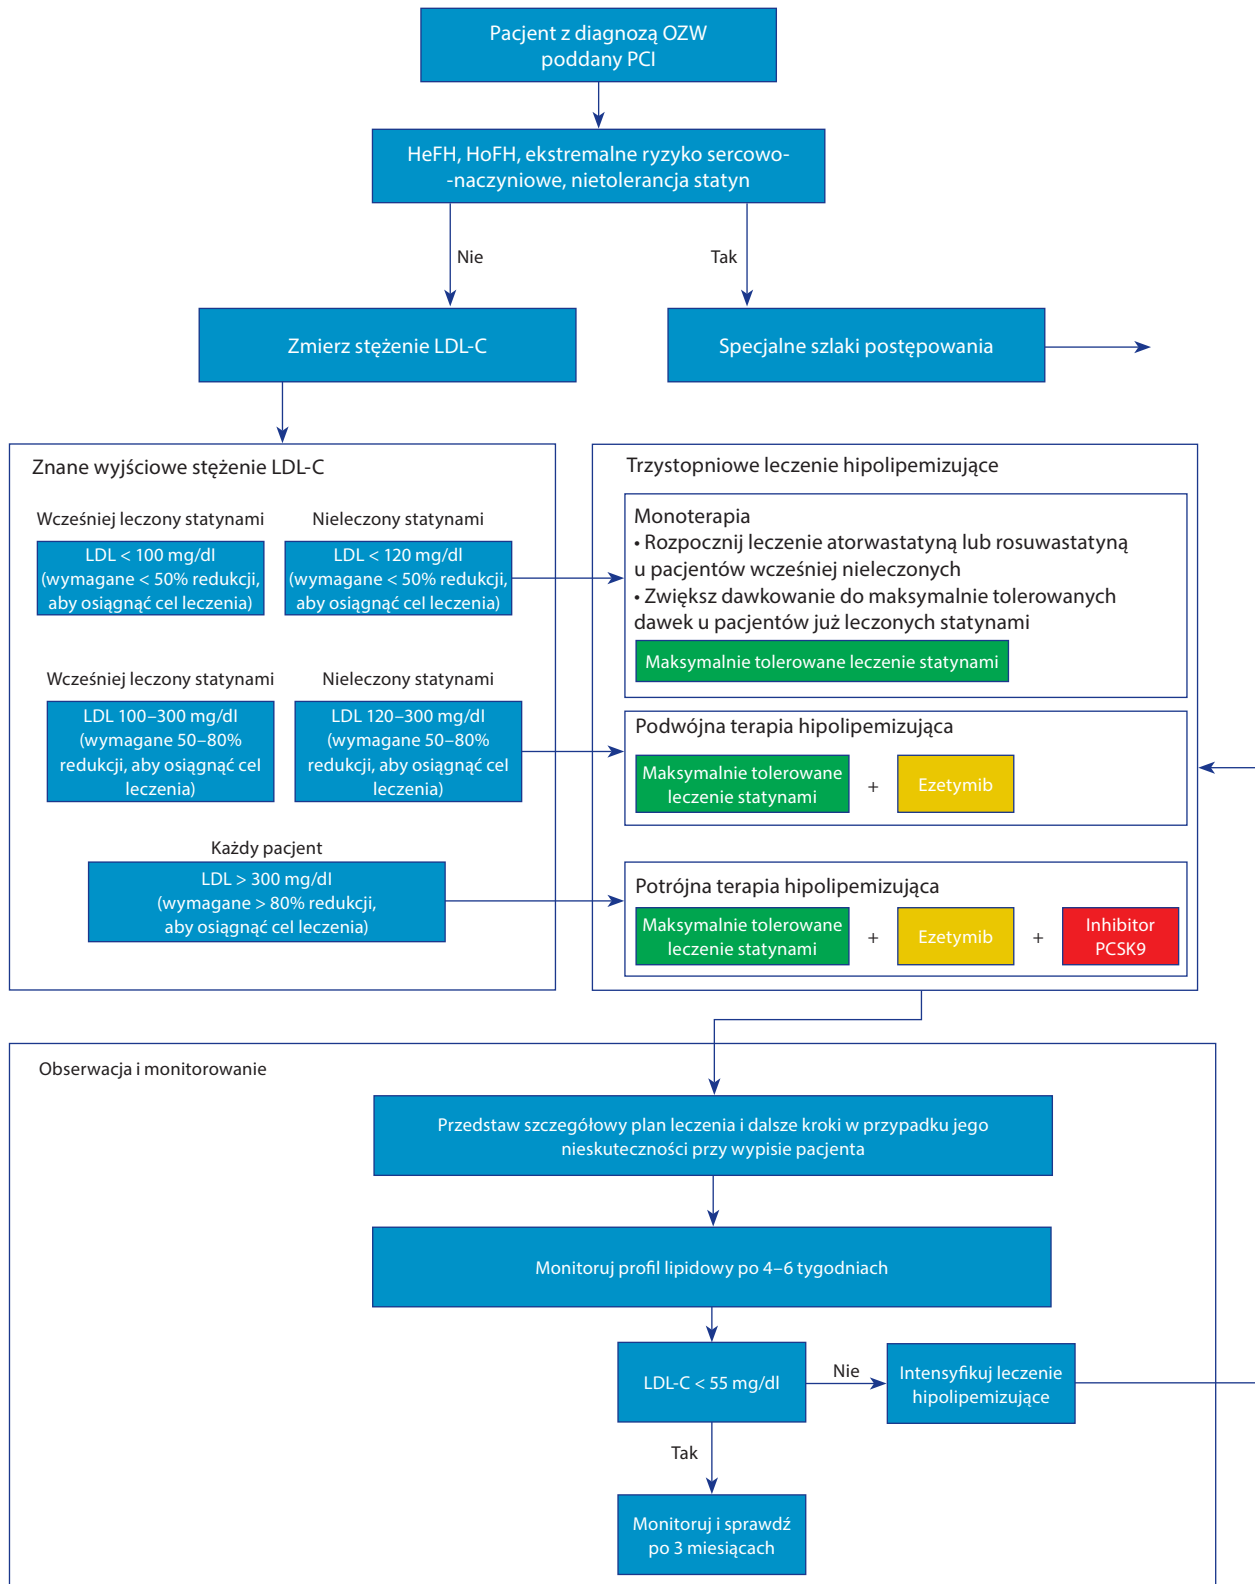 Pacjent z diagnozą OZW
poddany PCI
HeFH, HoFH, ekstremalne ryzyko sercowo-
-naczyniowe, nietolerancja statyn
Nie
Tak
Zmierz stężenie LDL-C
Specjalne szlaki postępowania
Znane wyjściowe stężenie LDL-C
Wcześniej leczony statynami
Nieleczony statynami
LDL < 100 mg/dl
(wymagane < 50% redukcji,
aby osiągnąć cel leczenia)
LDL < 120 mg/dl
(wymagane < 50% redukcji,
aby osiągnąć cel leczenia)
Wcześniej leczony statynami
Nieleczony statynami
LDL 100–300 mg/dl
(wymagane 50–80%
redukcji, aby osiągnąć cel
leczenia)
LDL 120–300 mg/dl
(wymagane 50–80%
redukcji, aby osiągnąć cel
leczenia)
Każdy pacjent
LDL > 300 mg/dl
(wymagane > 80% redukcji,
aby osiągnąć cel leczenia)
Trzystopniowe leczenie hipolipemizujące
Monoterapia
• Rozpocznij leczenie atorwastatyną lub rosuwastatyną
u pacjentów wcześniej nieleczonych
• Zwiększ dawkowanie do maksymalnie tolerowanych
dawek u pacjentów już leczonych statynami
Maksymalnie tolerowane leczenie statynami
Podwójna terapia hipolipemizująca
Maksymalnie tolerowane
leczenie statynami
+
Ezetymib
Potrójna terapia hipolipemizująca
Maksymalnie tolerowane
leczenie statynami
+
Ezetymib
+
Inhibitor
PCSK9
Obserwacja i monitorowanie
Przedstaw szczegółowy plan leczenia i dalsze kroki w przypadku jego
nieskuteczności przy wypisie pacjenta
Monitoruj profil lipidowy po 4–6 tygodniach
LDL-C < 55 mg/dl
Nie
Intensyfikuj leczenie
hipolipemizujące
Tak
Monitoruj i sprawdź
po 3 miesiącach